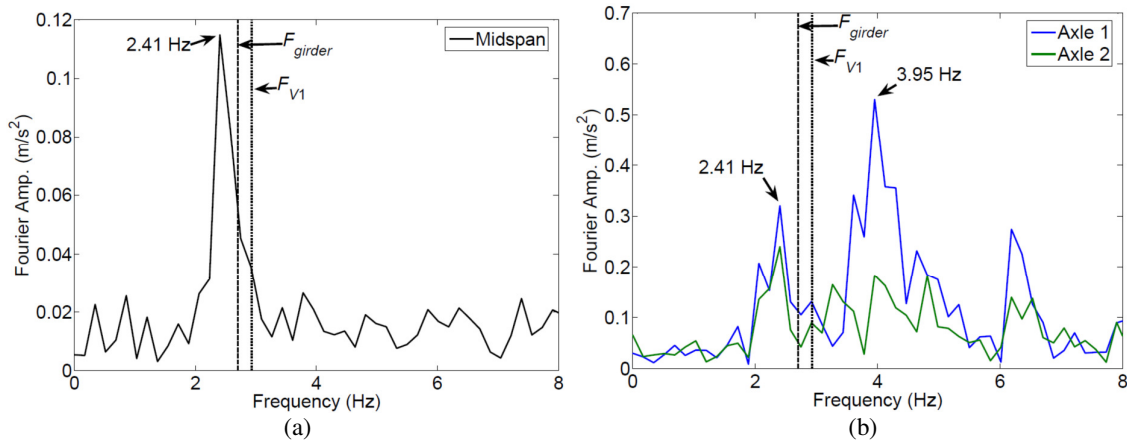 0.12
0.1
0.08
0.06
0.04
0.02
0
0
2
4
6
8
Fourier Amp. (m/s²)
Frequency (Hz)
2.41 Hz
F_girder
F_V1
Midspan
(a)
0.7
0.6
0.5
0.4
0.3
0.2
0.1
0
0
2
4
6
8
Fourier Amp. (m/s²)
Frequency (Hz)
2.41 Hz
F_girder
F_V1
3.95 Hz
Axle 1
Axle 2
(b)